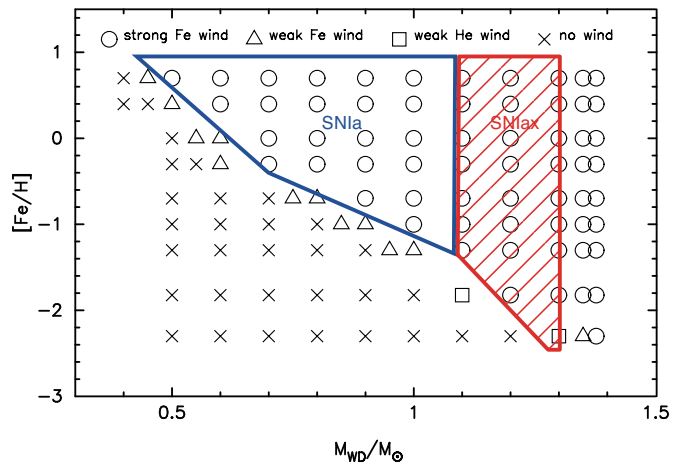 strong Fe wind weak Fe wind weak He wind no wind
1
0
−1
−2
−3
[Fe/H]
SNIa
SNIax
0.5 1 1.5
M_WD/M_⊙